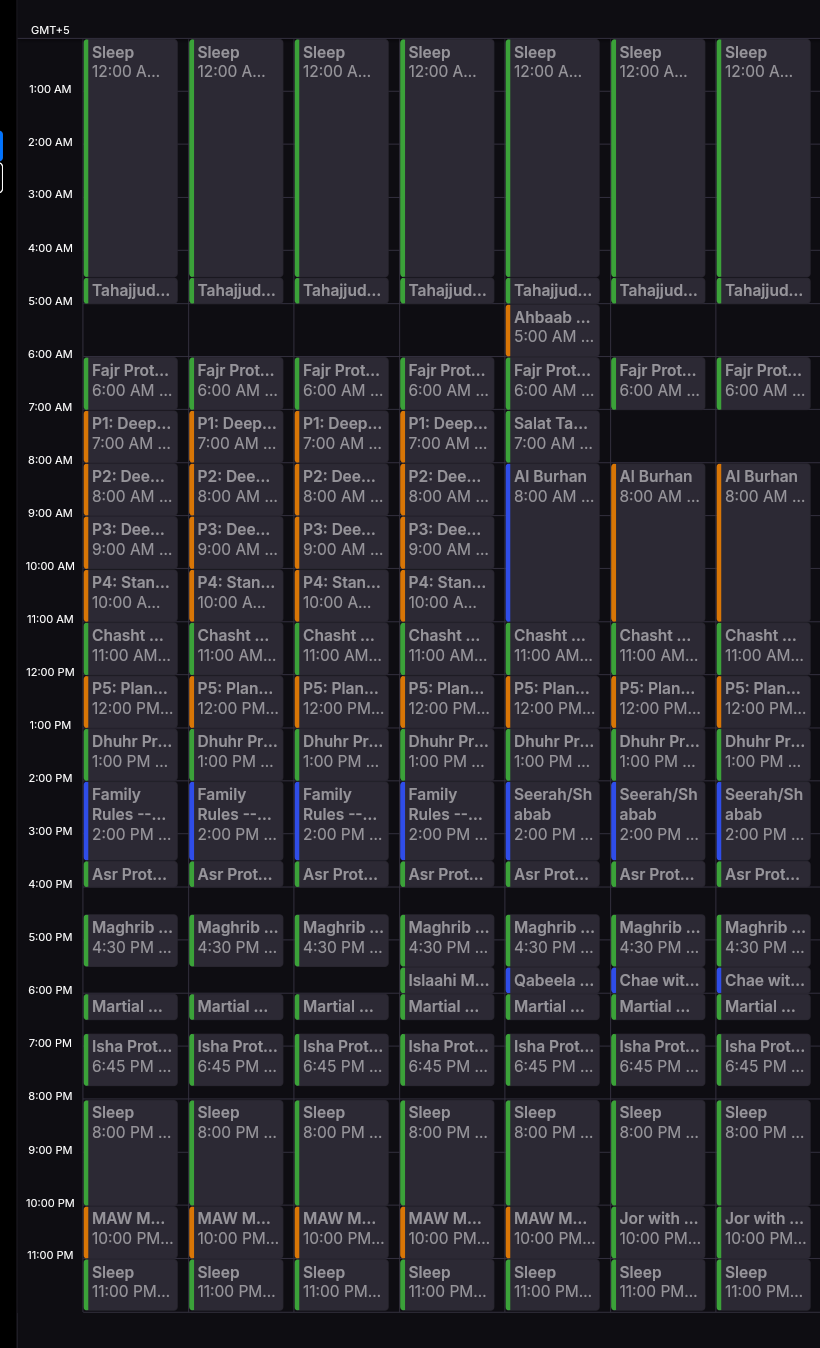 GMT+5
Sleep Sleep Sleep Sleep Sleep Sleep Sleep
12:00 A... 12:00 A... 12:00 A... 12:00 A... 12:00 A... 12:00 A... 12:00 A...
1:00 AM
2:00 AM
3:00 AM
4:00 AM
Tahajjud... Tahajjud... Tahajjud... Tahajjud... Tahajjud... Tahajjud... Tahajjud...
5:00 AM
Ahbaab ...
5:00 AM ...
6:00 AM
Fajr Prot... Fajr Prot... Fajr Prot... Fajr Prot... Fajr Prot... Fajr Prot... Fajr Prot...
6:00 AM ... 6:00 AM ... 6:00 AM ... 6:00 AM ... 6:00 AM ... 6:00 AM ... 6:00 AM ...
7:00 AM
P1: Deep... P1: Deep... P1: Deep... P1: Deep... Salat Ta...
7:00 AM ... 7:00 AM ... 7:00 AM ... 7:00 AM ... 7:00 AM ...
8:00 AM
P2: Dee... P2: Dee... P2: Dee... P2: Dee... Al Burhan Al Burhan Al Burhan
8:00 AM ... 8:00 AM ... 8:00 AM ... 8:00 AM ... 8:00 AM ... 8:00 AM ... 8:00 AM ...
9:00 AM
P3: Dee... P3: Dee... P3: Dee... P3: Dee...
9:00 AM ... 9:00 AM ... 9:00 AM ... 9:00 AM ...
10:00 AM
P4: Stan... P4: Stan... P4: Stan... P4: Stan...
10:00 A... 10:00 A... 10:00 A... 10:00 A...
11:00 AM
Chasht ... Chasht ... Chasht ... Chasht ... Chasht ... Chasht ... Chasht ...
11:00 AM... 11:00 AM... 11:00 AM... 11:00 AM... 11:00 AM... 11:00 AM... 11:00 AM...
12:00 PM
P5: Plan... P5: Plan... P5: Plan... P5: Plan... P5: Plan... P5: Plan... P5: Plan...
12:00 PM... 12:00 PM... 12:00 PM... 12:00 PM... 12:00 PM... 12:00 PM... 12:00 PM...
1:00 PM
Dhuhr Pr... Dhuhr Pr... Dhuhr Pr... Dhuhr Pr... Dhuhr Pr... Dhuhr Pr... Dhuhr Pr...
1:00 PM ... 1:00 PM ... 1:00 PM ... 1:00 PM ... 1:00 PM ... 1:00 PM ... 1:00 PM ...
2:00 PM
Family Family Family Family Seerah/Sh Seerah/Sh Seerah/Sh
Rules --... Rules --... Rules --... Rules --... abab abab abab
3:00 PM 2:00 PM ... 2:00 PM ... 2:00 PM ... 2:00 PM ... 2:00 PM ... 2:00 PM ... 2:00 PM ...
Asr Prot... Asr Prot... Asr Prot... Asr Prot... Asr Prot... Asr Prot... Asr Prot...
4:00 PM
Maghrib ... Maghrib ... Maghrib ... Maghrib ... Maghrib ... Maghrib ... Maghrib ...
5:00 PM
4:30 PM ... 4:30 PM ... 4:30 PM ... 4:30 PM ... 4:30 PM ... 4:30 PM ... 4:30 PM ...
Islaahi M... Qabeela ... Chae wit... Chae wit...
6:00 PM
Martial ... Martial ... Martial ... Martial ... Martial ... Martial ... Martial ...
7:00 PM Isha Prot... Isha Prot... Isha Prot... Isha Prot... Isha Prot... Isha Prot... Isha Prot...
6:45 PM ... 6:45 PM ... 6:45 PM ... 6:45 PM ... 6:45 PM ... 6:45 PM ... 6:45 PM ...
8:00 PM
Sleep Sleep Sleep Sleep Sleep Sleep Sleep
8:00 PM ... 8:00 PM ... 8:00 PM ... 8:00 PM ... 8:00 PM ... 8:00 PM ... 8:00 PM ...
9:00 PM
10:00 PM
MAW M... MAW M... MAW M... MAW M... MAW M... Jor with ... Jor with ...
10:00 PM... 10:00 PM... 10:00 PM... 10:00 PM... 10:00 PM... 10:00 PM... 10:00 PM...
11:00 PM
Sleep Sleep Sleep Sleep Sleep Sleep Sleep
11:00 PM... 11:00 PM... 11:00 PM... 11:00 PM... 11:00 PM... 11:00 PM... 11:00 PM...